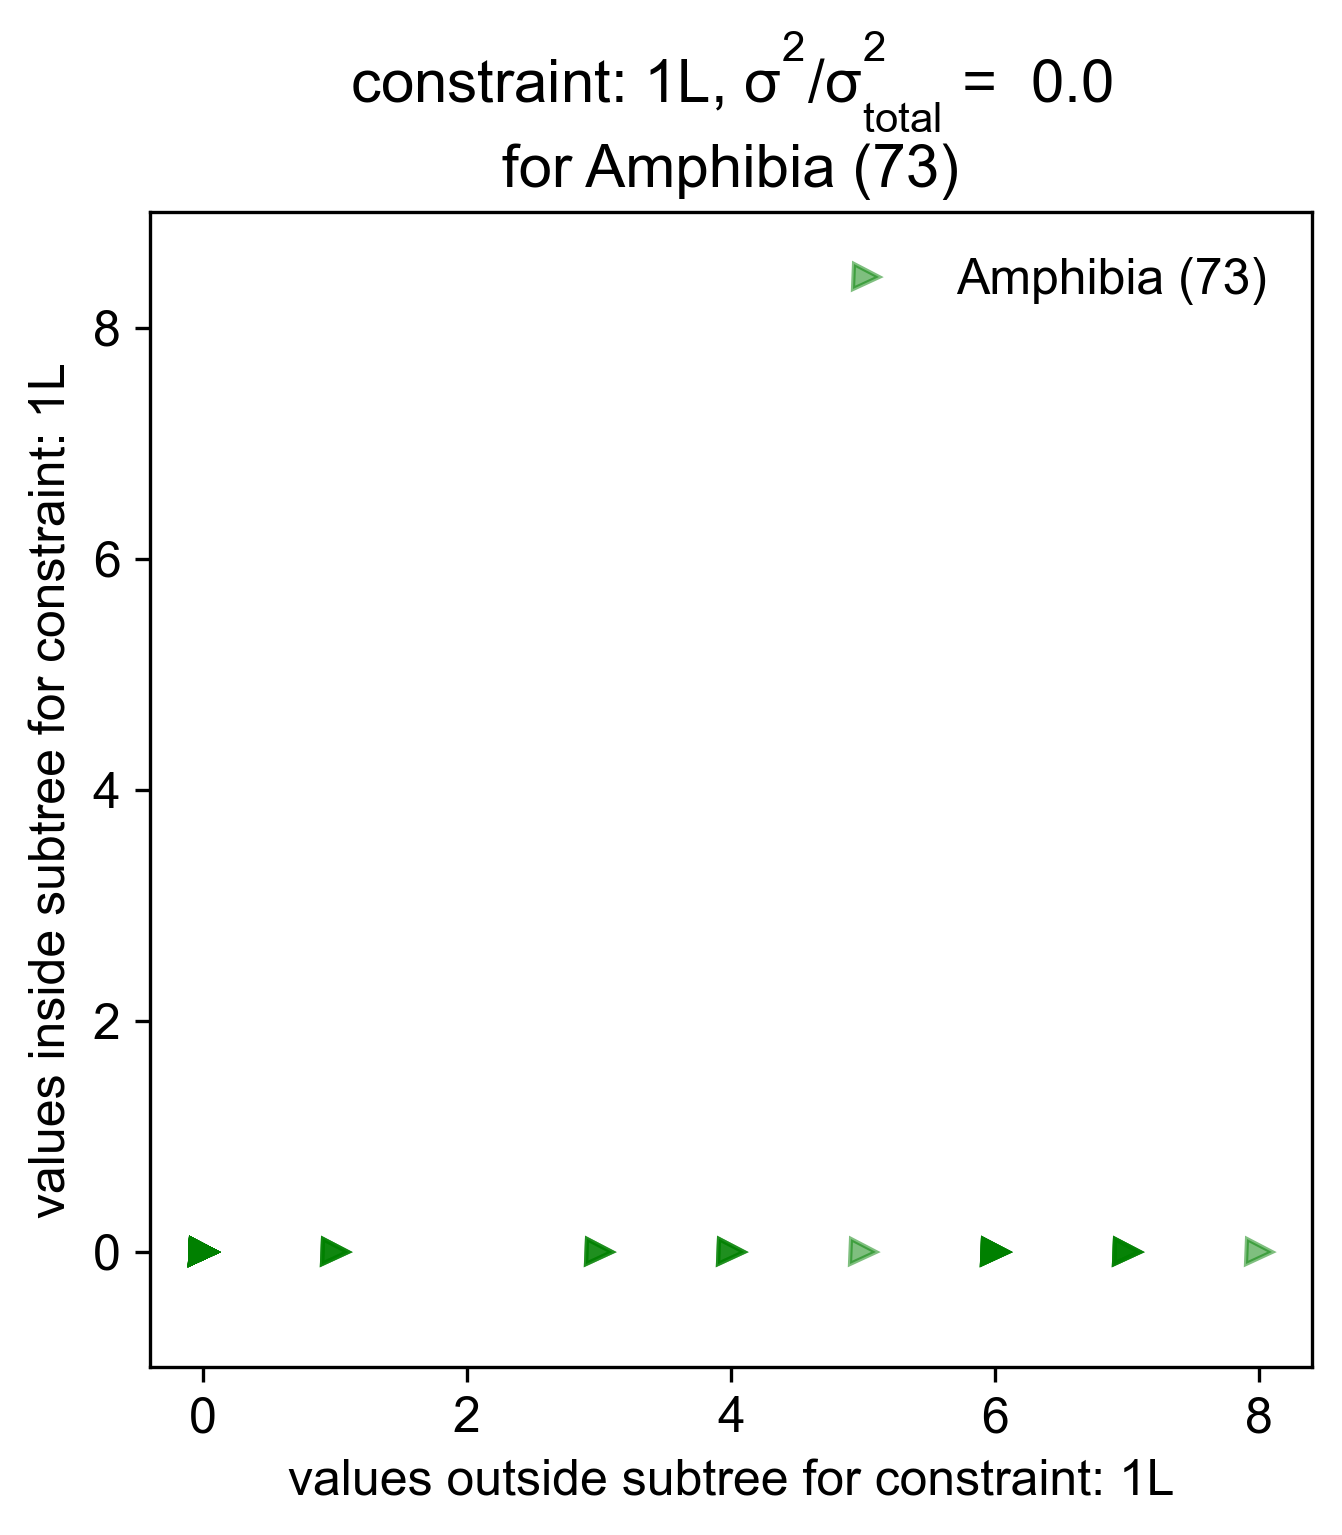 constraint: 1L, σ²/σ²total = 0.0
for Amphibia (73)
Amphibia (73)
values inside subtree for constraint: 1L
8
6
4
2
0
0 2 4 6 8
values outside subtree for constraint: 1L